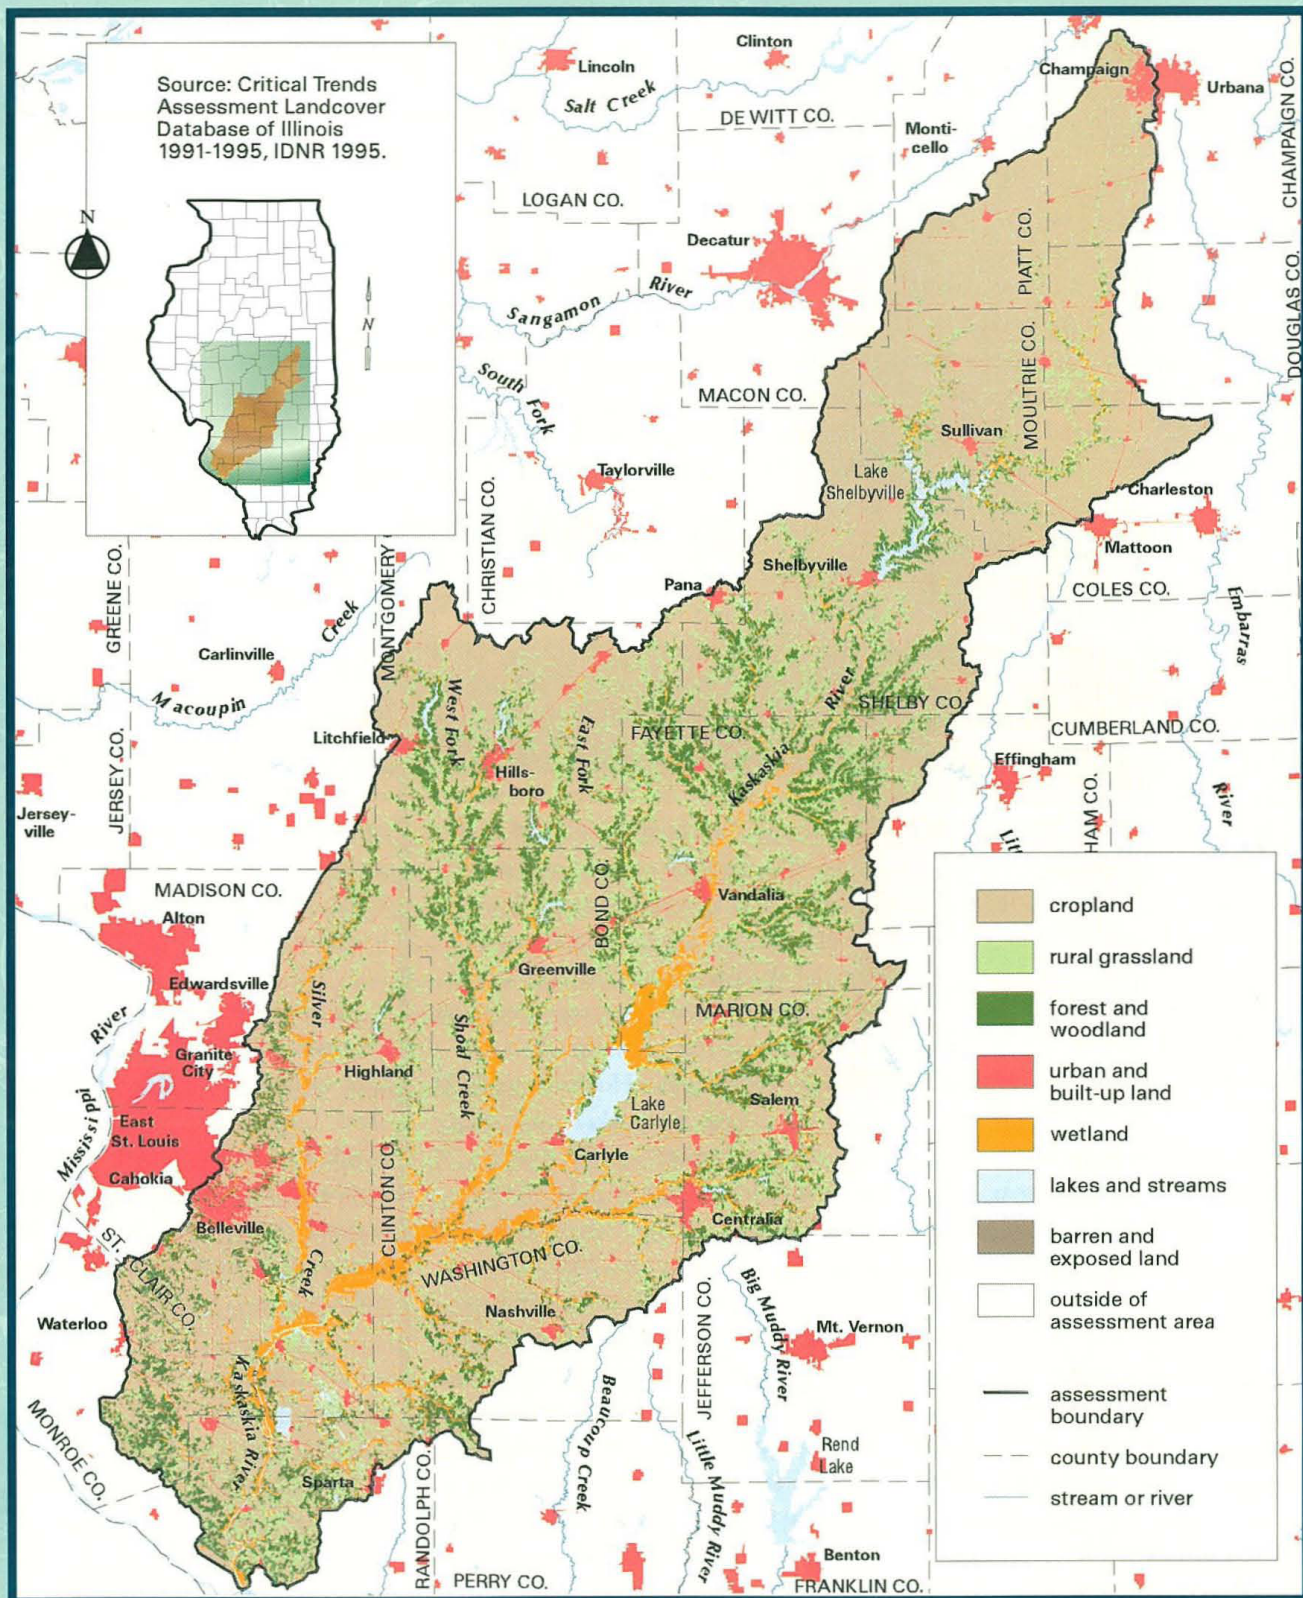 Source: Critical Trends
Assessment Landcover
Database of Illinois
1991-1995, IDNR 1995.
N
N
Lincoln
Clinton
Salt Creek
DE WITT CO.
Champaign
Urbana
CHAMPAIGN CO.
Monti-
cello
LOGAN CO.
Decatur
PIATT CO.
DOUGLAS CO.
Sangamon River
MACON CO.
MOULTRIE CO.
South Fork
Sullivan
Taylorville
Lake
Shelbyville
Charleston
Mattoon
CHRISTIAN CO.
Shelbyville
Pana
COLES CO.
Embarras
River
GREENE CO.
MONTGOMERY
Creek
Carlinville
Macoupin
West Fork
River
SHELBY CO.
FAYETTE CO.
CUMBERLAND CO.
Litchfield
East Fork
Kaskaskia
Hills-
boro
Effingham
JERSEY CO.
Jersey-
ville
HAM CO.
MADISON CO.
Alton
BOND CO.
Vandalia
Greenville
Edwardsville
Silver
Creek
MARION CO.
River
Mississippi
Granite
City
Shoal Creek
Highland
Lake
Carlyle
Salem
East
St. Louis
Cahokia
Carlyle
CLINTON CO.
Belleville
Centralia
ST. CLAIR CO.
WASHINGTON CO.
Nashville
Waterloo
JEFFERSON CO.
Big Muddy River
Mt. Vernon
Kaskaskia River
Beaucoup Creek
MONROE CO.
Little Muddy River
Rend
Lake
Sparta
RANDOLPH CO.
PERRY CO.
Benton
FRANKLIN CO.
cropland
rural grassland
forest and
woodland
urban and
built-up land
wetland
lakes and streams
barren and
exposed land
outside of
assessment area
assessment
boundary
county boundary
stream or river